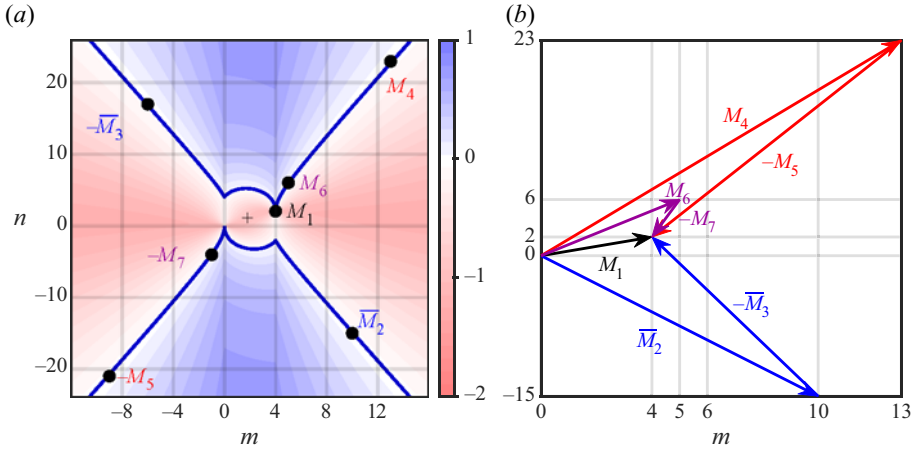 (a)
(b)
n
20
10
0
−10
−20
−8
−4
0
4
8
12
m
−M̅₃
M₄
M₆
M₁
−M₇
M̅₂
−M₅
1
0
−1
−2
23
6
2
0
−15
0
4
5
6
10
13
m
M₄
−M₅
M₆
−M₇
M₁
−M̅₃
M̅₂